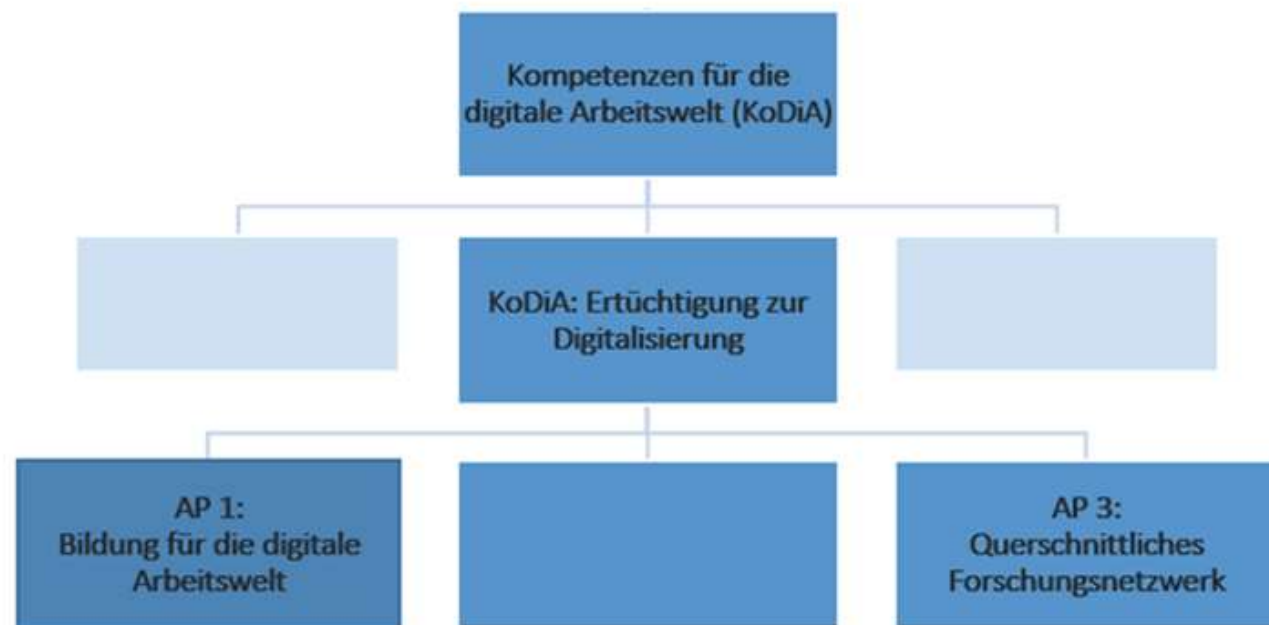 Kompetenzen für die
digitale Arbeitswelt (KoDiA)
KoDiA: Ertüchtigung zur
Digitalisierung
AP 1:
Bildung für die digitale
Arbeitswelt
AP 3:
Querschnittliches
Forschungsnetzwerk